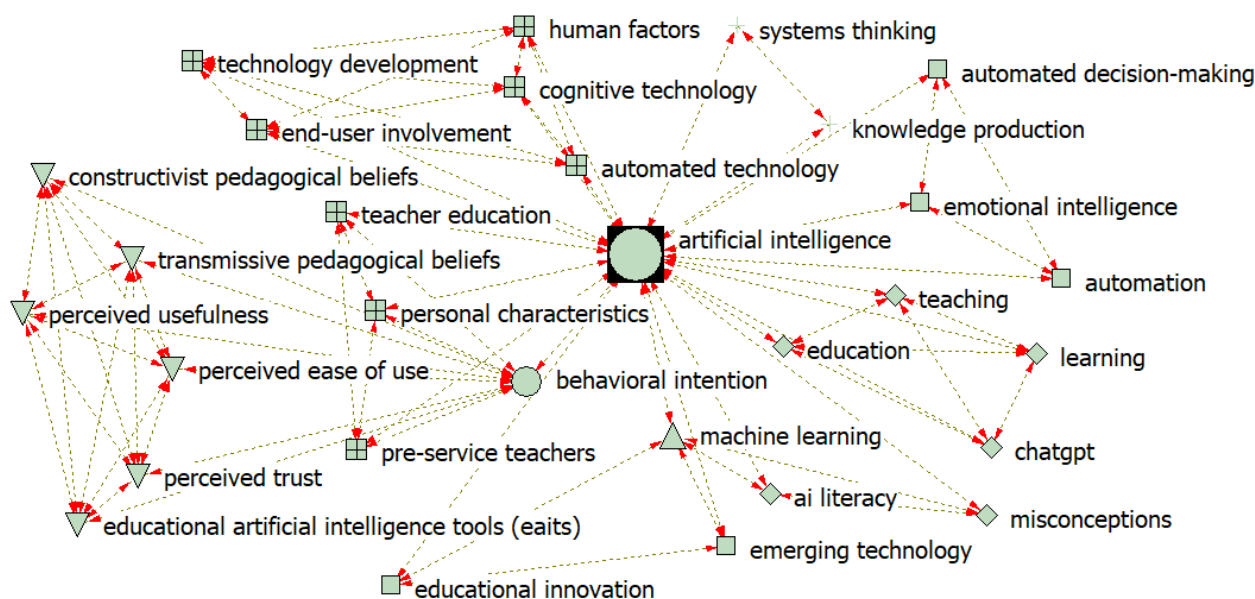 human factors
systems thinking
technology development
automated decision-making
cognitive technology
end-user involvement
knowledge production
automated technology
constructivist pedagogical beliefs
teacher education
emotional intelligence
artificial intelligence
transmissive pedagogical beliefs
automation
teaching
perceived usefulness
personal characteristics
education
learning
perceived ease of use
behavioral intention
machine learning
chatgpt
pre-service teachers
perceived trust
ai literacy
educational artificial intelligence tools (eaits)
misconceptions
emerging technology
educational innovation